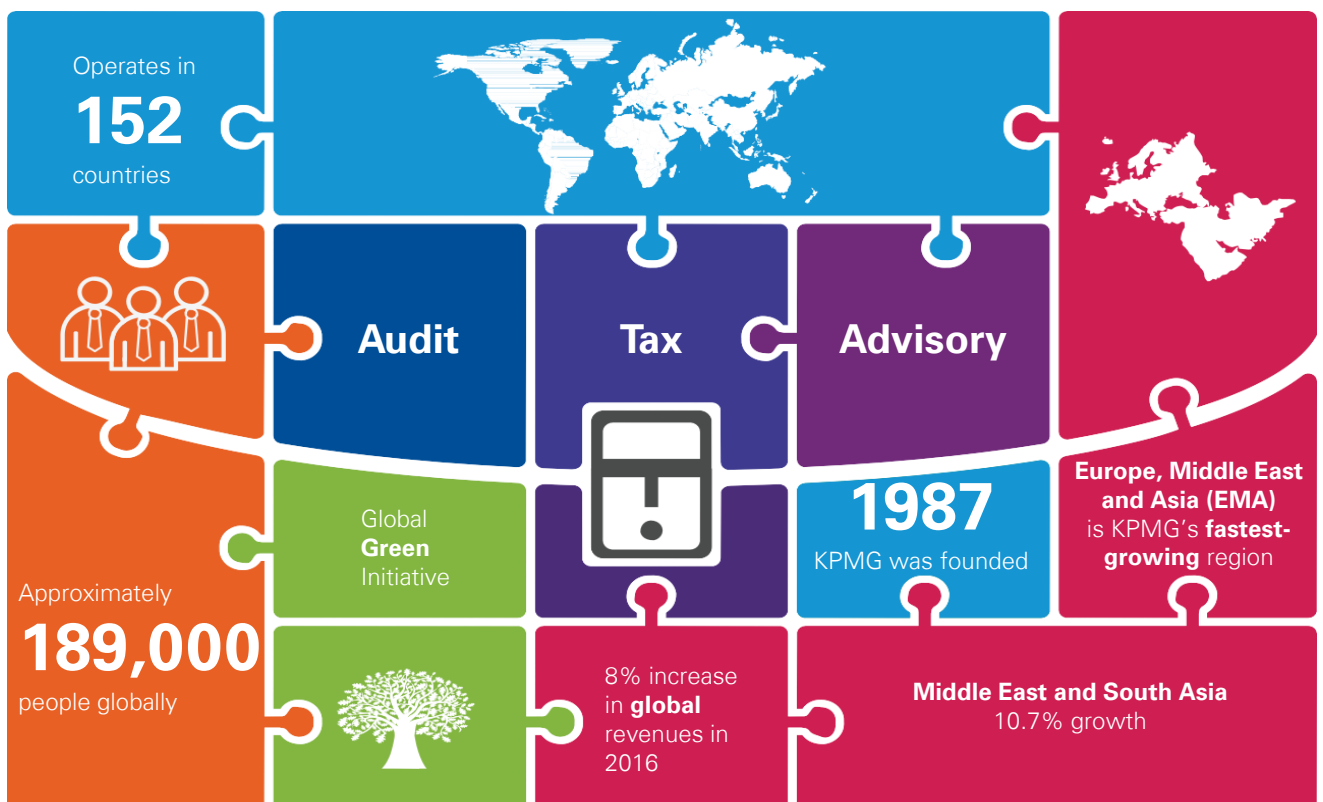 Operates in
152
countries
Audit
Tax
Advisory
Global
Green
Initiative
1987
KPMG was founded
Europe, Middle East
and Asia (EMA)
is KPMG's fastest-
growing region
Approximately
189,000
people globally
8% increase
in global
revenues in
2016
Middle East and South Asia
10.7% growth